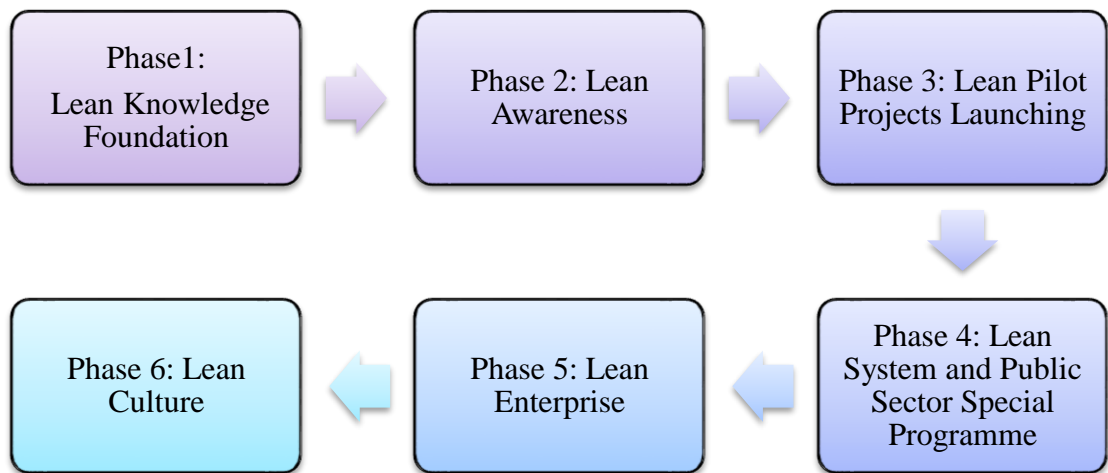 Phase1:
Lean Knowledge
Foundation
Phase 2: Lean
Awareness
Phase 3: Lean Pilot
Projects Launching
Phase 4: Lean
System and Public
Sector Special
Programme
Phase 5: Lean
Enterprise
Phase 6: Lean
Culture